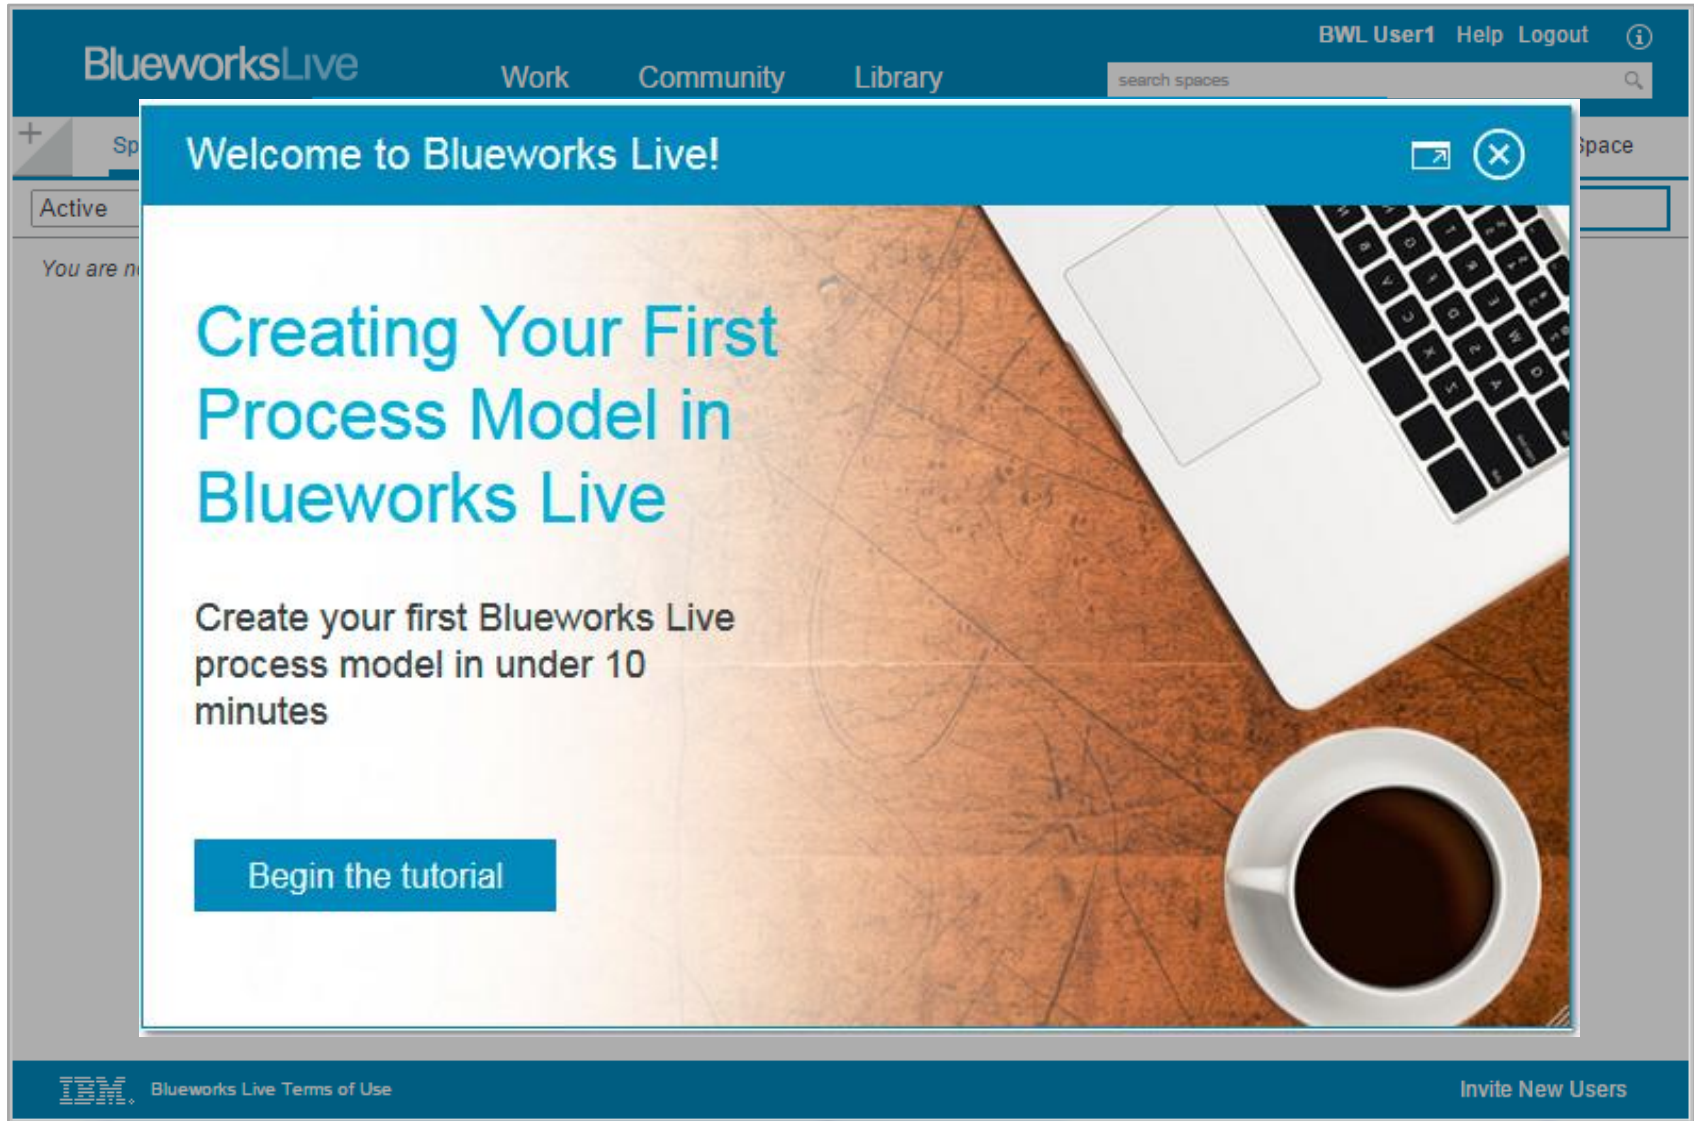 BWL User1 Help Logout
BlueworksLive
Work Community Library
search spaces
Sp
Space
Welcome to Blueworks Live!
Active
You are n
Creating Your First
Process Model in
Blueworks Live
Create your first Blueworks Live
process model in under 10
minutes
Begin the tutorial
IBM
Blueworks Live Terms of Use
Invite New Users